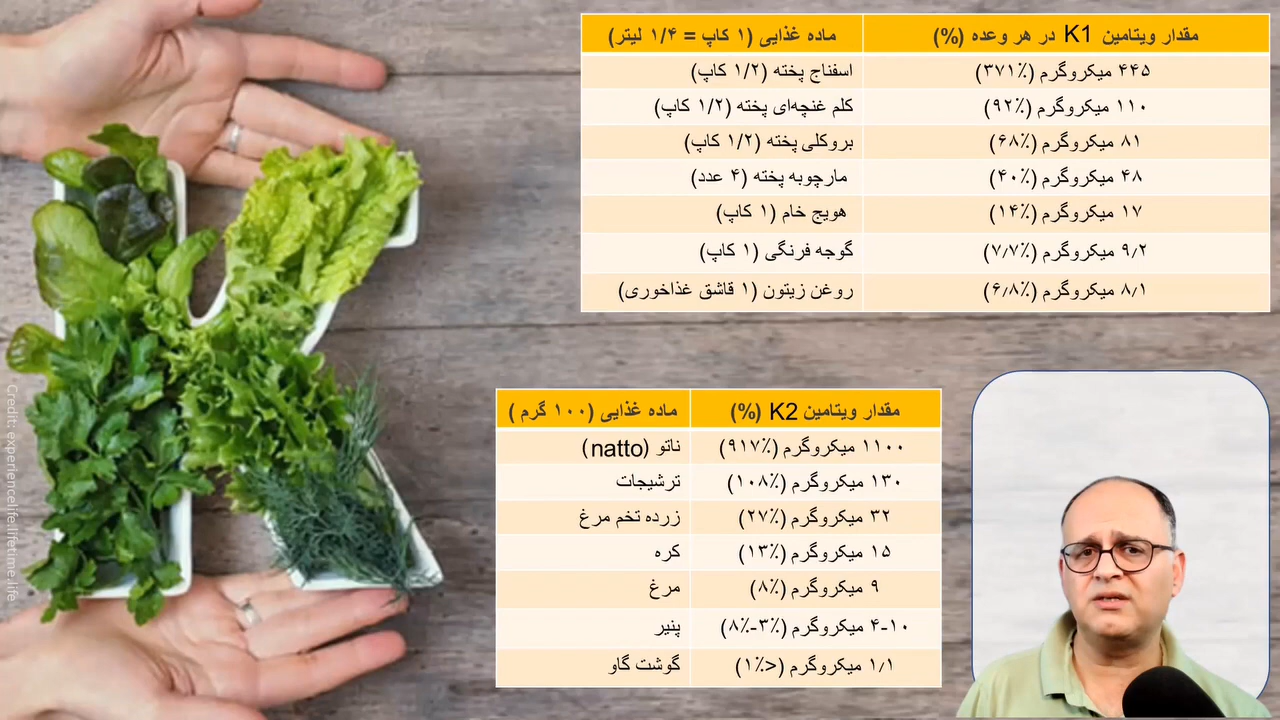 ماده غذایی (۱ کاپ = ۱/۴ لیتر) مقدار ویتامین K1 در هر وعده (%)
اسفناج پخته (۱/۲ کاپ) ۴۴۵ میکروگرم (۳۷۱٪)
کلم غنچه‌ای پخته (۱/۲ کاپ) ۱۱۰ میکروگرم (۹۲٪)
بروکلی پخته (۱/۲ کاپ) ۸۱ میکروگرم (۶۸٪)
مارچوبه پخته (۴ عدد) ۴۸ میکروگرم (۴۰٪)
هویج خام (۱ کاپ) ۱۷ میکروگرم (۱۴٪)
گوجه فرنگی (۱ کاپ) ۹٫۲ میکروگرم (۷٫۷٪)
روغن زیتون (۱ قاشق غذاخوری) ۸٫۱ میکروگرم (۶٫۸٪)
ماده غذایی (۱۰۰ گرم ) مقدار ویتامین K2 (%)
ناتو (natto) ۱۱۰۰ میکروگرم (۹۱۷٪)
ترشیجات ۱۳۰ میکروگرم (۱۰۸٪)
زرده تخم مرغ ۳۲ میکروگرم (۲۷٪)
کره ۱۵ میکروگرم (۱۳٪)
مرغ ۹ میکروگرم (۸٪)
پنیر ۴-۱۰ میکروگرم (۳٪-۸٪)
گوشت گاو ۱٫۱ میکروگرم (<۱٪)
Credit: experiencelife.lifetime.life